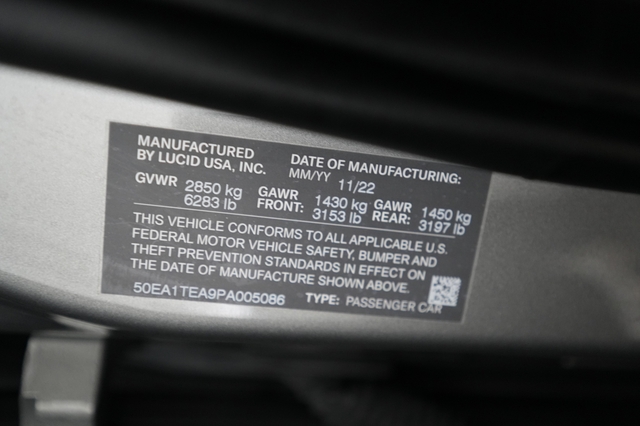 MANUFACTURED
BY LUCID USA, INC.
DATE OF MANUFACTURING:
MM/YY 11/22
GVWR 2850 kg
6283 lb
GAWR
FRONT: 1430 kg
3153 lb
GAWR
REAR: 1450 kg
3197 lb
THIS VEHICLE CONFORMS TO ALL APPLICABLE U.S.
FEDERAL MOTOR VEHICLE SAFETY, BUMPER AND
THEFT PREVENTION STANDARDS IN EFFECT ON
THE DATE OF MANUFACTURE SHOWN ABOVE.
50EA1TEA9PA005086 TYPE: PASSENGER CAR